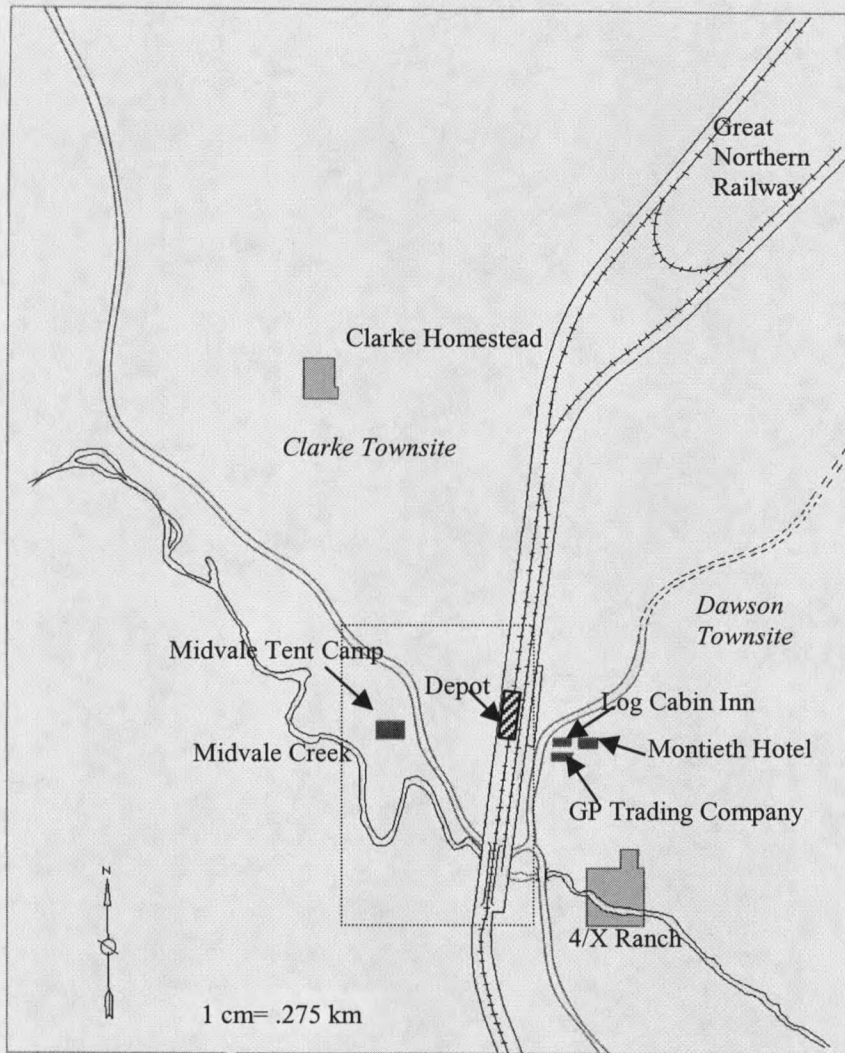 Great
Northern
Railway
Clarke Homestead
Clarke Townsite
Dawson
Townsite
Midvale Tent Camp
Depot
Log Cabin Inn
Midvale Creek
Montieth Hotel
GP Trading Company
4/X Ranch
N
1 cm= .275 km